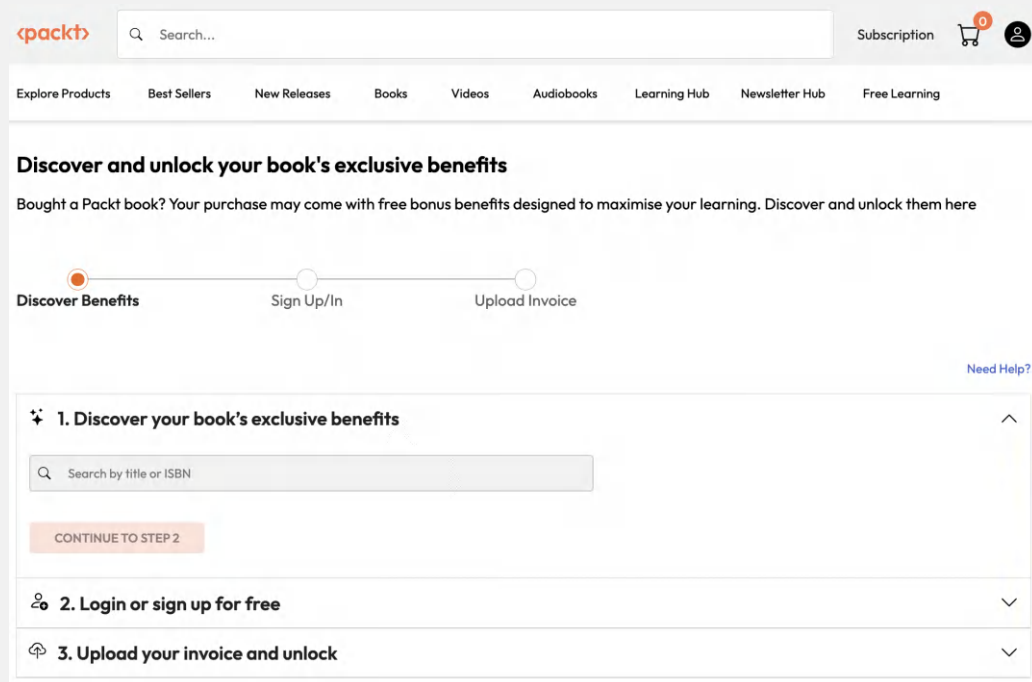 <packt>
Search...
Subscription
0
Explore Products Best Sellers New Releases Books Videos Audiobooks Learning Hub Newsletter Hub Free Learning
Discover and unlock your book's exclusive benefits
Bought a Packt book? Your purchase may come with free bonus benefits designed to maximise your learning. Discover and unlock them here
Discover Benefits Sign Up/In Upload Invoice
Need Help?
1. Discover your book's exclusive benefits
Search by title or ISBN
CONTINUE TO STEP 2
2. Login or sign up for free
3. Upload your invoice and unlock